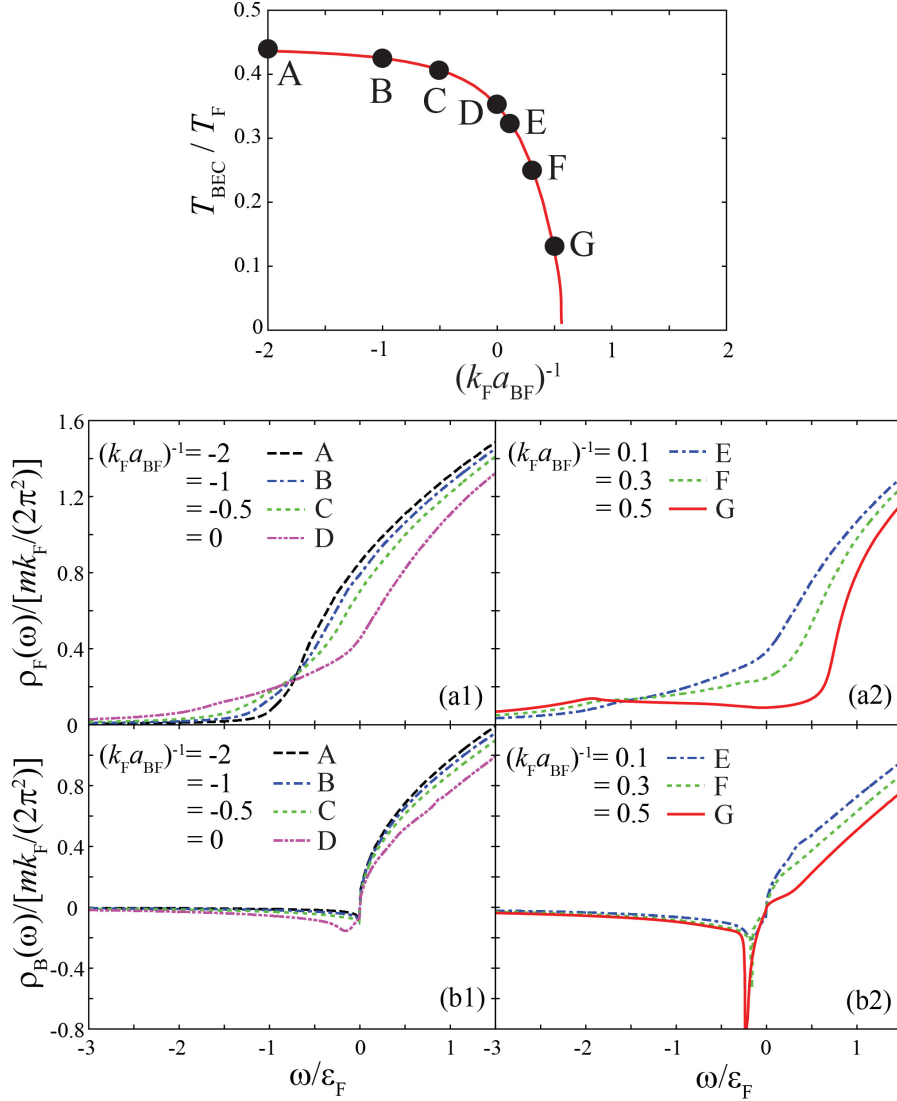 0.5
0.4
0.3
0.2
0.1
0
T_BEC / T_F
A
B
C
D
E
F
G
-2 -1 0 1 2
(k_F a_BF)^-1
1.6
1.2
0.8
0.4
0
ρ_F(ω)/[mk_F/(2π²)]
(k_F a_BF)^-1 = -2 A
= -1 B
= -0.5 C
= 0 D
(a1)
(k_F a_BF)^-1 = 0.1 E
= 0.3 F
= 0.5 G
(a2)
0.8
0.4
0
-0.4
-0.8
ρ_B(ω)/[mk_F/(2π²)]
(k_F a_BF)^-1 = -2 A
= -1 B
= -0.5 C
= 0 D
(b1)
(k_F a_BF)^-1 = 0.1 E
= 0.3 F
= 0.5 G
(b2)
-3 -2 -1 0 1 -3 -2 -1 0 1
ω/ε_F ω/ε_F